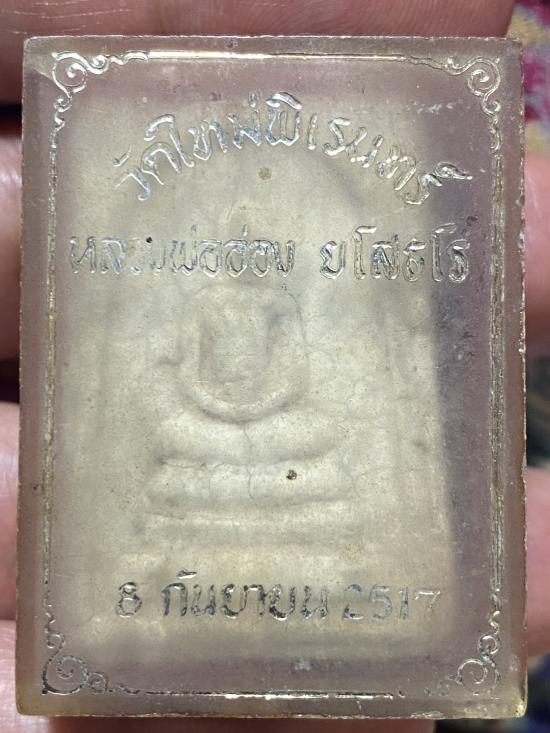 วัดใหม่พิเรนทร์
หลวงพ่อช่อง ยโสธโร
8 กันยายน 2517